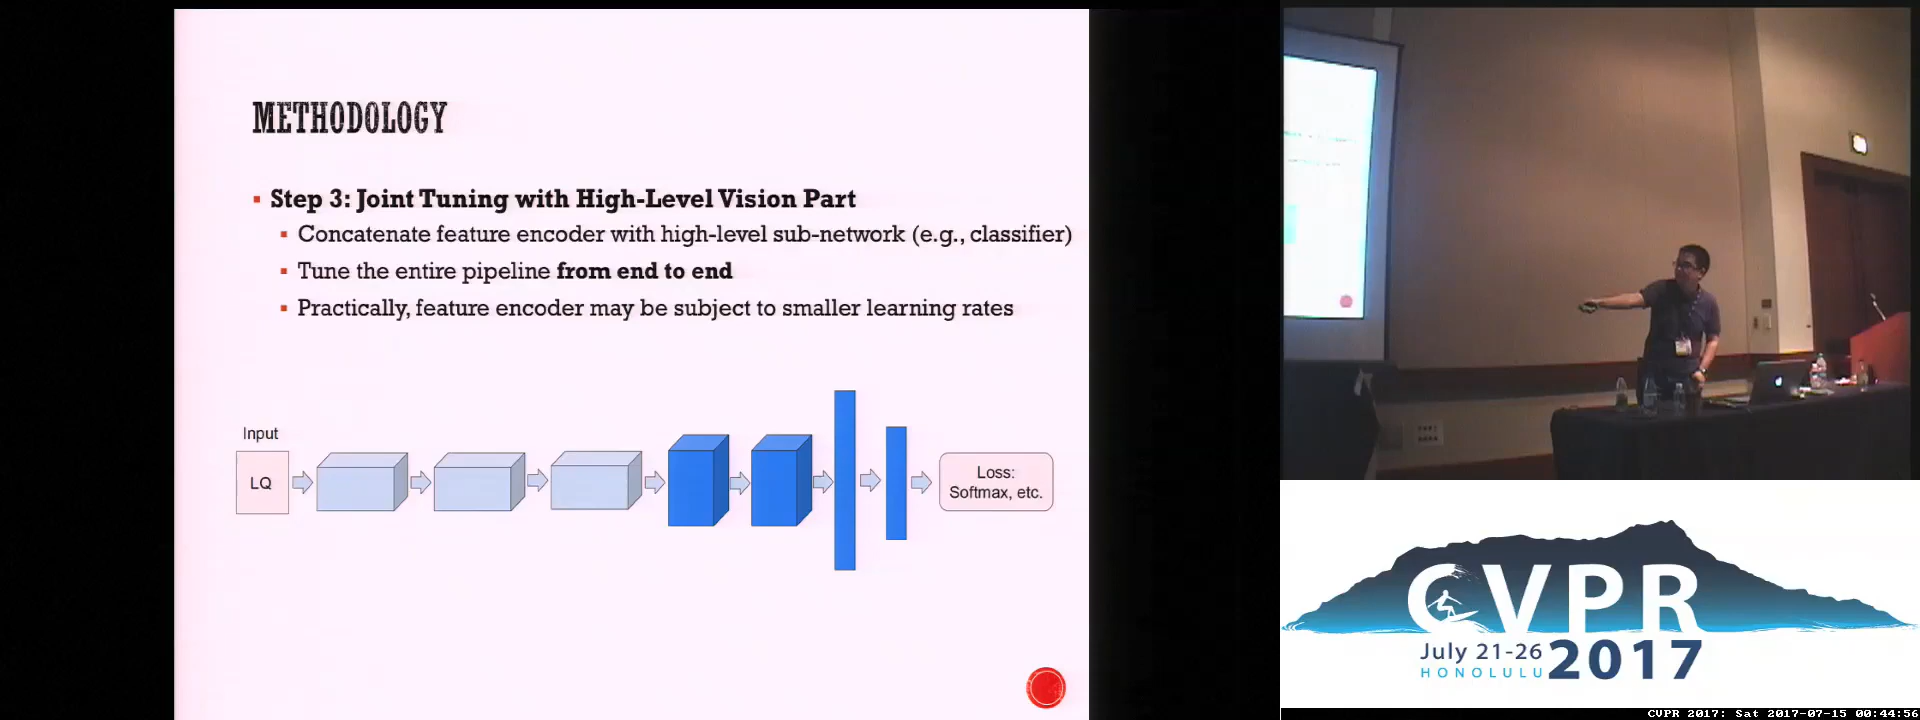 METHODOLOGY
Step 3: Joint Tuning with High-Level Vision Part
Concatenate feature encoder with high-level sub-network (e.g., classifier)
Tune the entire pipeline from end to end
Practically, feature encoder may be subject to smaller learning rates
Input
LQ
Loss:
Softmax, etc.
CVPR
July 21-26
HONOLULU
2017
CVPR 2017: Sat 2017-07-15 00:44:56